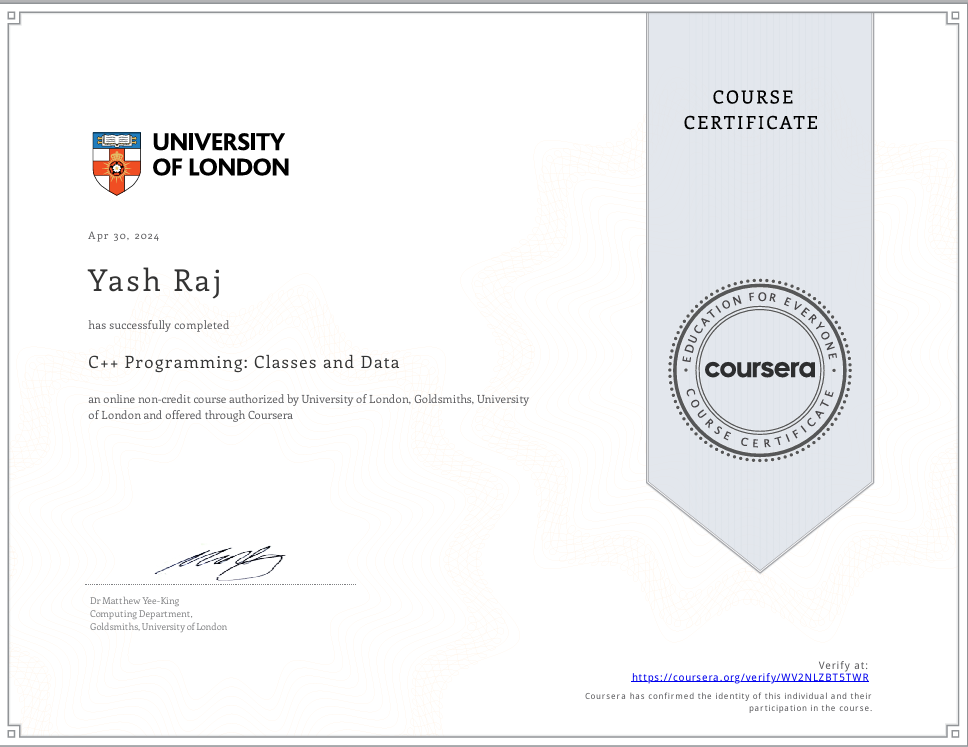 COURSE
CERTIFICATE
UNIVERSITY
OF LONDON
Apr 30, 2024
Yash Raj
has successfully completed
C++ Programming: Classes and Data
an online non-credit course authorized by University of London, Goldsmiths, University
of London and offered through Coursera
EDUCATION FOR EVERYONE
coursera
COURSE CERTIFICATE
Dr Matthew Yee-King
Computing Department,
Goldsmiths, University of London
Verify at:
https://coursera.org/verify/WV2NLZBT5TWR
Coursera has confirmed the identity of this individual and their
participation in the course.